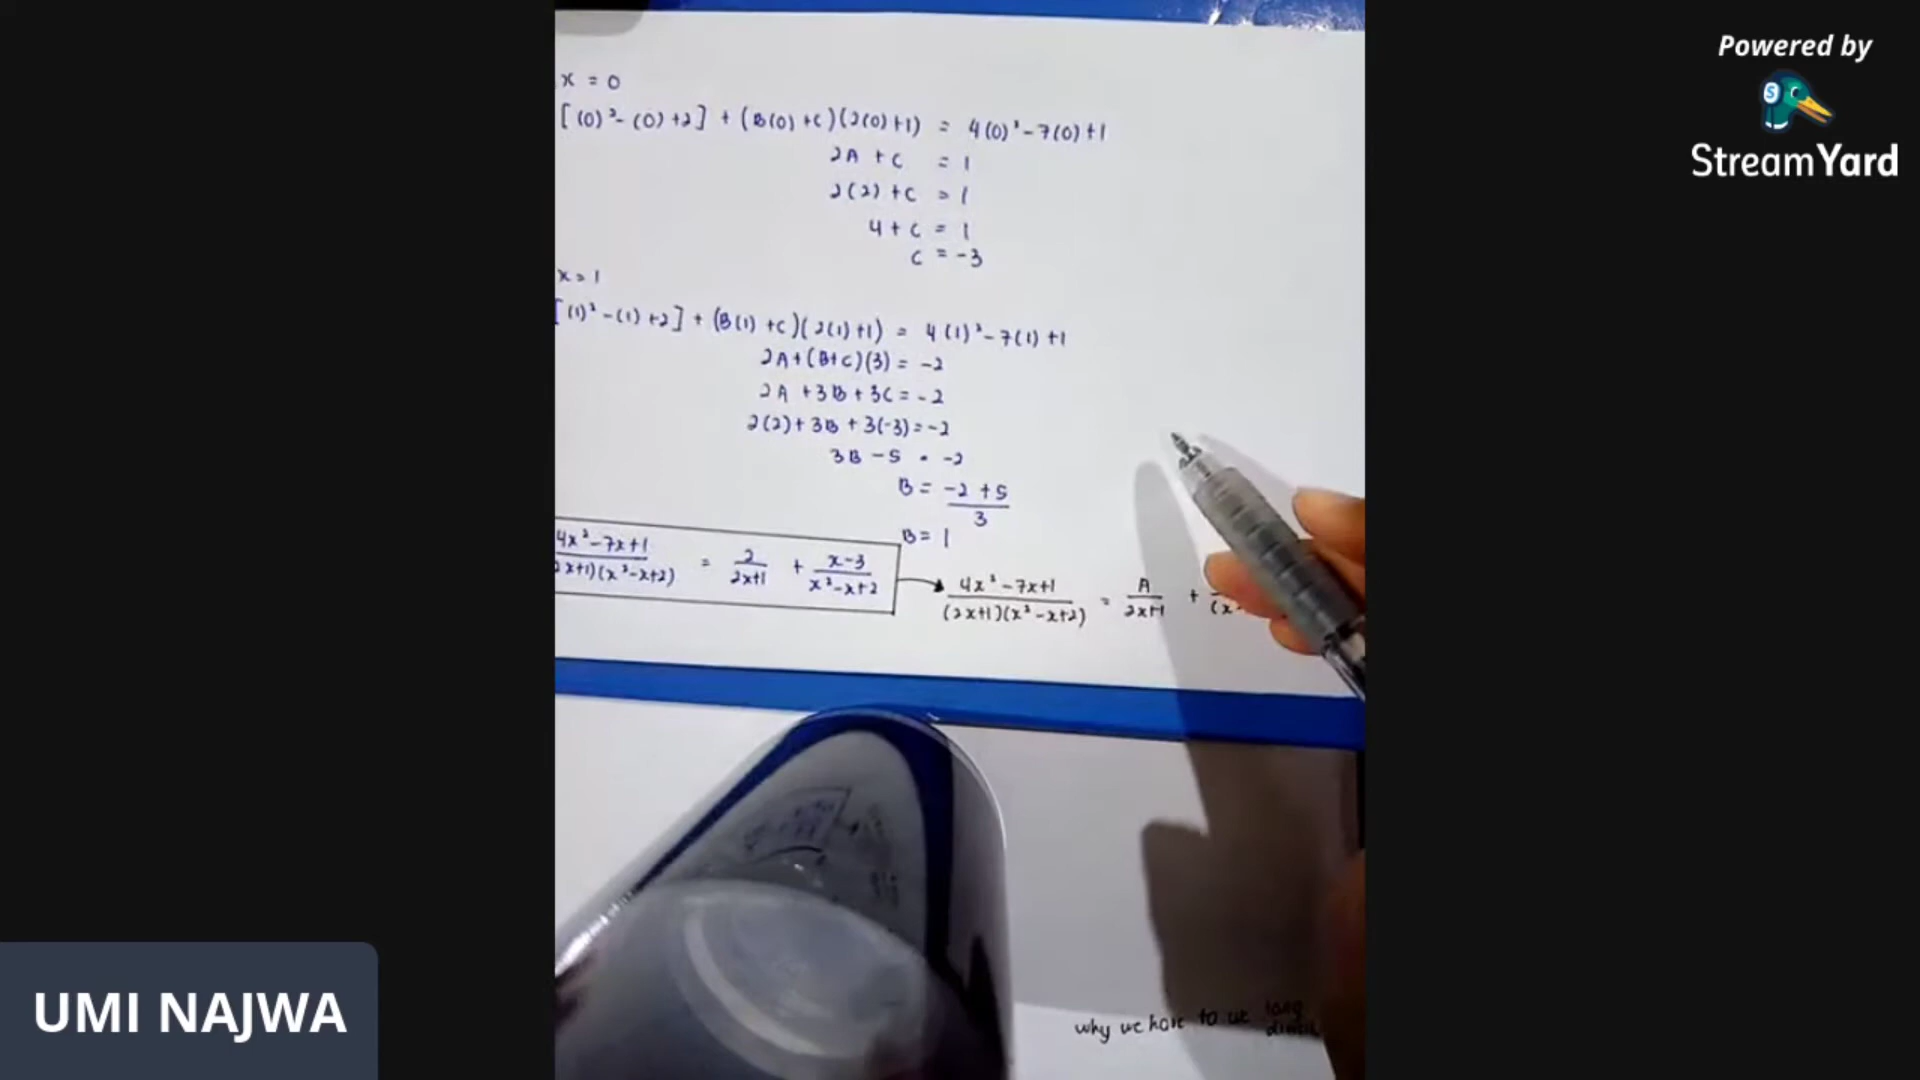 Powered by
StreamYard
x = 0
[(0)² - (0) + 2] + (B(0) + C)(2(0) + 1) = 4(0)² - 7(0) + 1
2A + C = 1
2(2) + C = 1
4 + C = 1
C = -3
x = 1
[(1)² - (1) + 2] + (B(1) + C)(2(1) + 1) = 4(1)² - 7(1) + 1
2A + (B+C)(3) = -2
2A + 3B + 3C = -2
2(2) + 3B + 3(-3) = -2
3B - 5 = -2
B = (-2 + 5)/3
B = 1
(4x² - 7x + 1)/(2x+1)(x² - x + 2) = 2/(2x+1) + (x-3)/(x² - x + 2)
(4x² - 7x + 1)/(2x+1)(x² - x + 2) = A/(2x+1) +
why we have to use long
UMI NAJWA